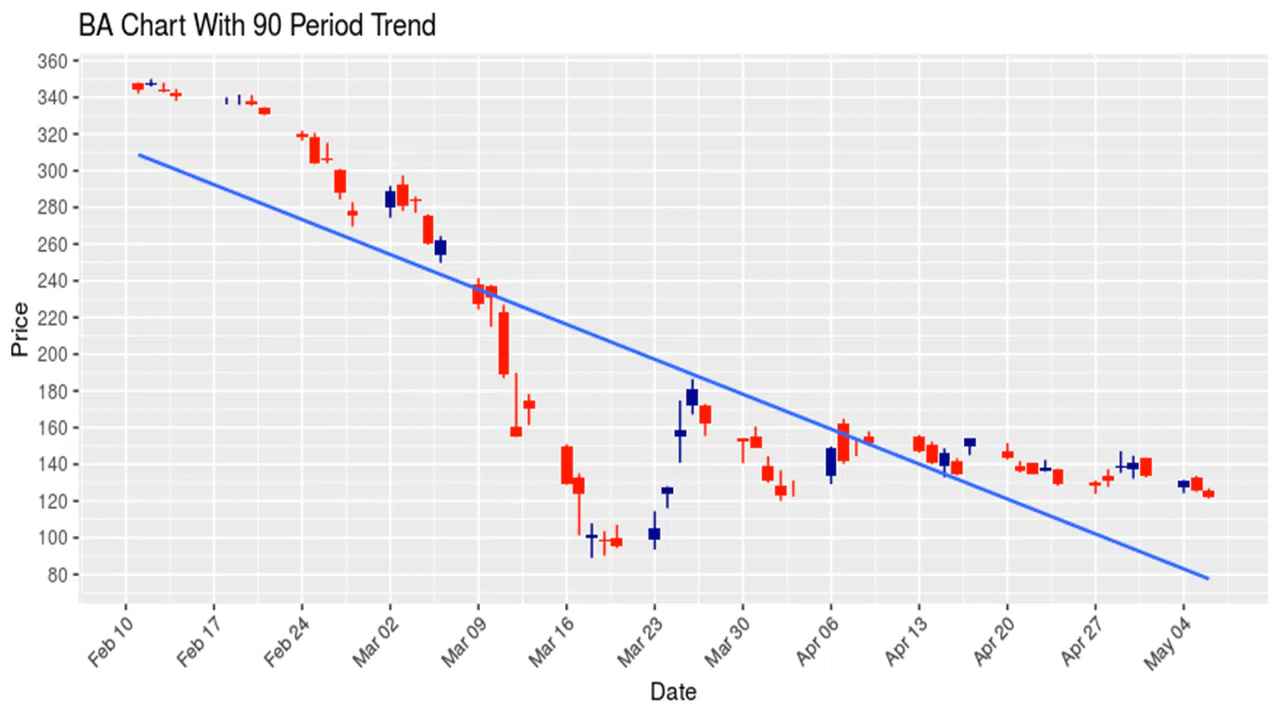 BA Chart With 90 Period Trend
360
340
320
300
280
260
240
220
200
180
160
140
120
100
80
Price
Feb 10
Feb 17
Feb 24
Mar 02
Mar 09
Mar 16
Mar 23
Mar 30
Apr 06
Apr 13
Apr 20
Apr 27
May 04
Date